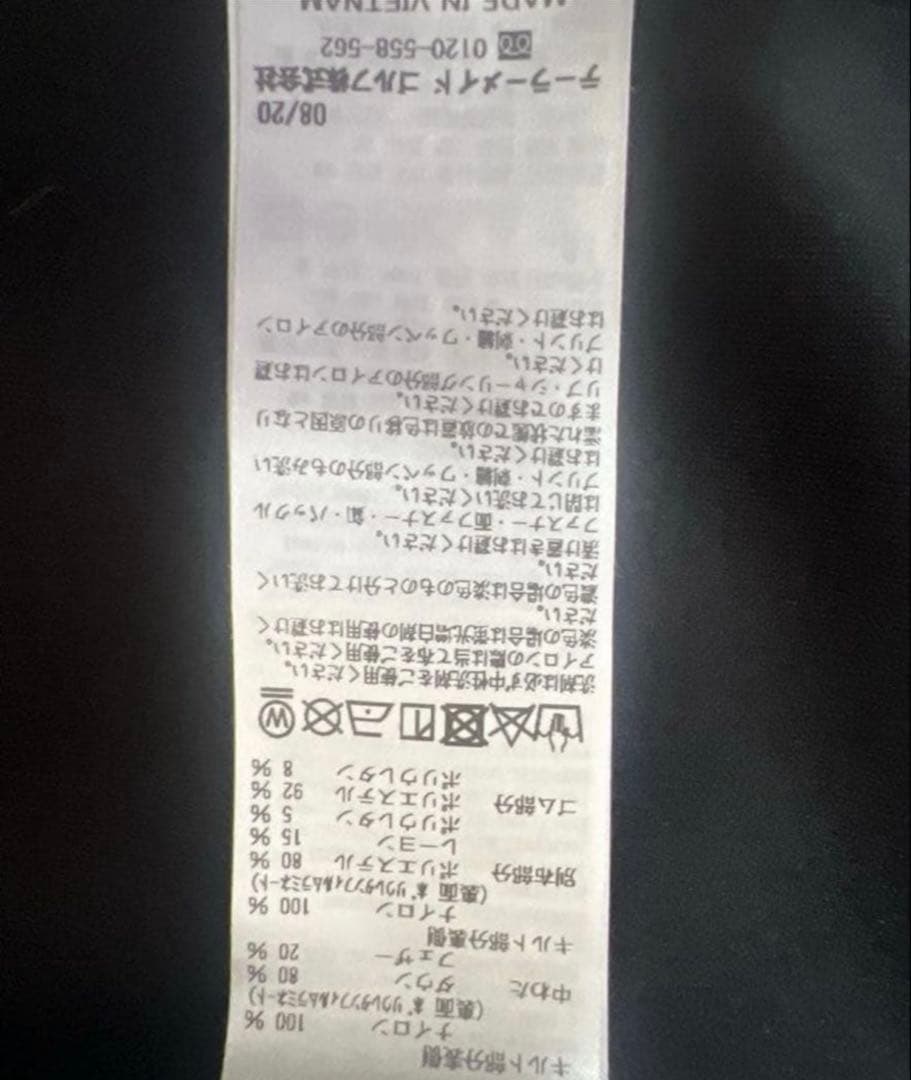 キルト部分表側
ナイロン 100 %
(裏面 ポリウレタンフィルムラミネート)
中わた ダウン 80 %
フェザー 20 %
キルト部分裏側
ナイロン 100 %
(裏面 ポリウレタンフィルムラミネート)
別布部分 ポリエステル 80 %
レーヨン 15 %
ポリウレタン 5 %
ゴム部分 ポリエステル 92 %
ポリウレタン 8 %
W
洗剤は必ず中性洗剤をご使用ください。
アイロンの際は当て布をご使用ください。
淡色の場合は蛍光増白剤の使用はお避けく
ださい。
濃色の場合は淡色のものと分けてお洗いく
ださい。
漬け置きはお避けください。
ファスナー・面ファスナー・釦・バックル
は閉じてお洗いください。
プリント・刺繍・ワッペン部分のもみ洗い
はお避けください。
濡れた状態での放置は色移りの原因となり
ますのでお避けください。
リブ・シャーリング部分のアイロンはお避
けください。
プリント・刺繍・ワッペン部分のアイロン
はお避けください。
08/20
テーラーメイド ゴルフ株式会社
0120-558-562
MADE IN VIETNAM